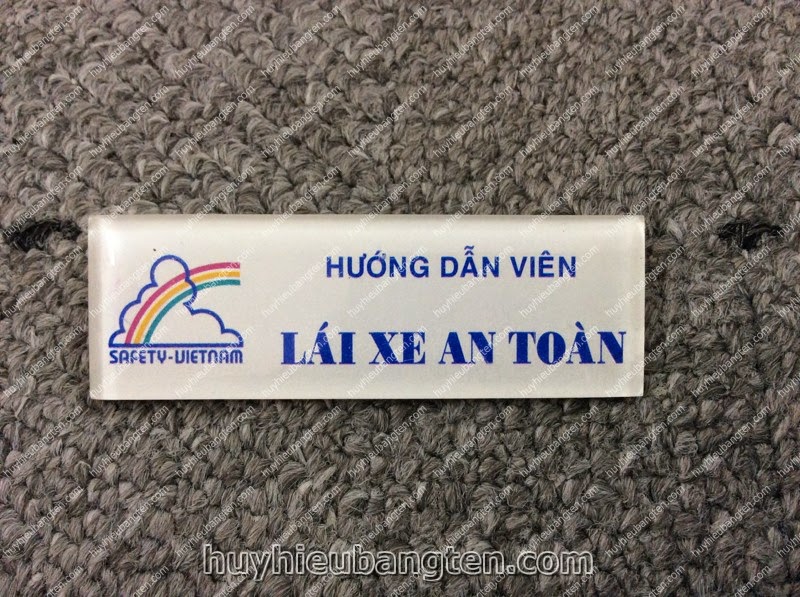 HƯỚNG DẪN VIÊN
LÁI XE AN TOÀN
SAFETY-VIETNAM
huyhieubangten.com